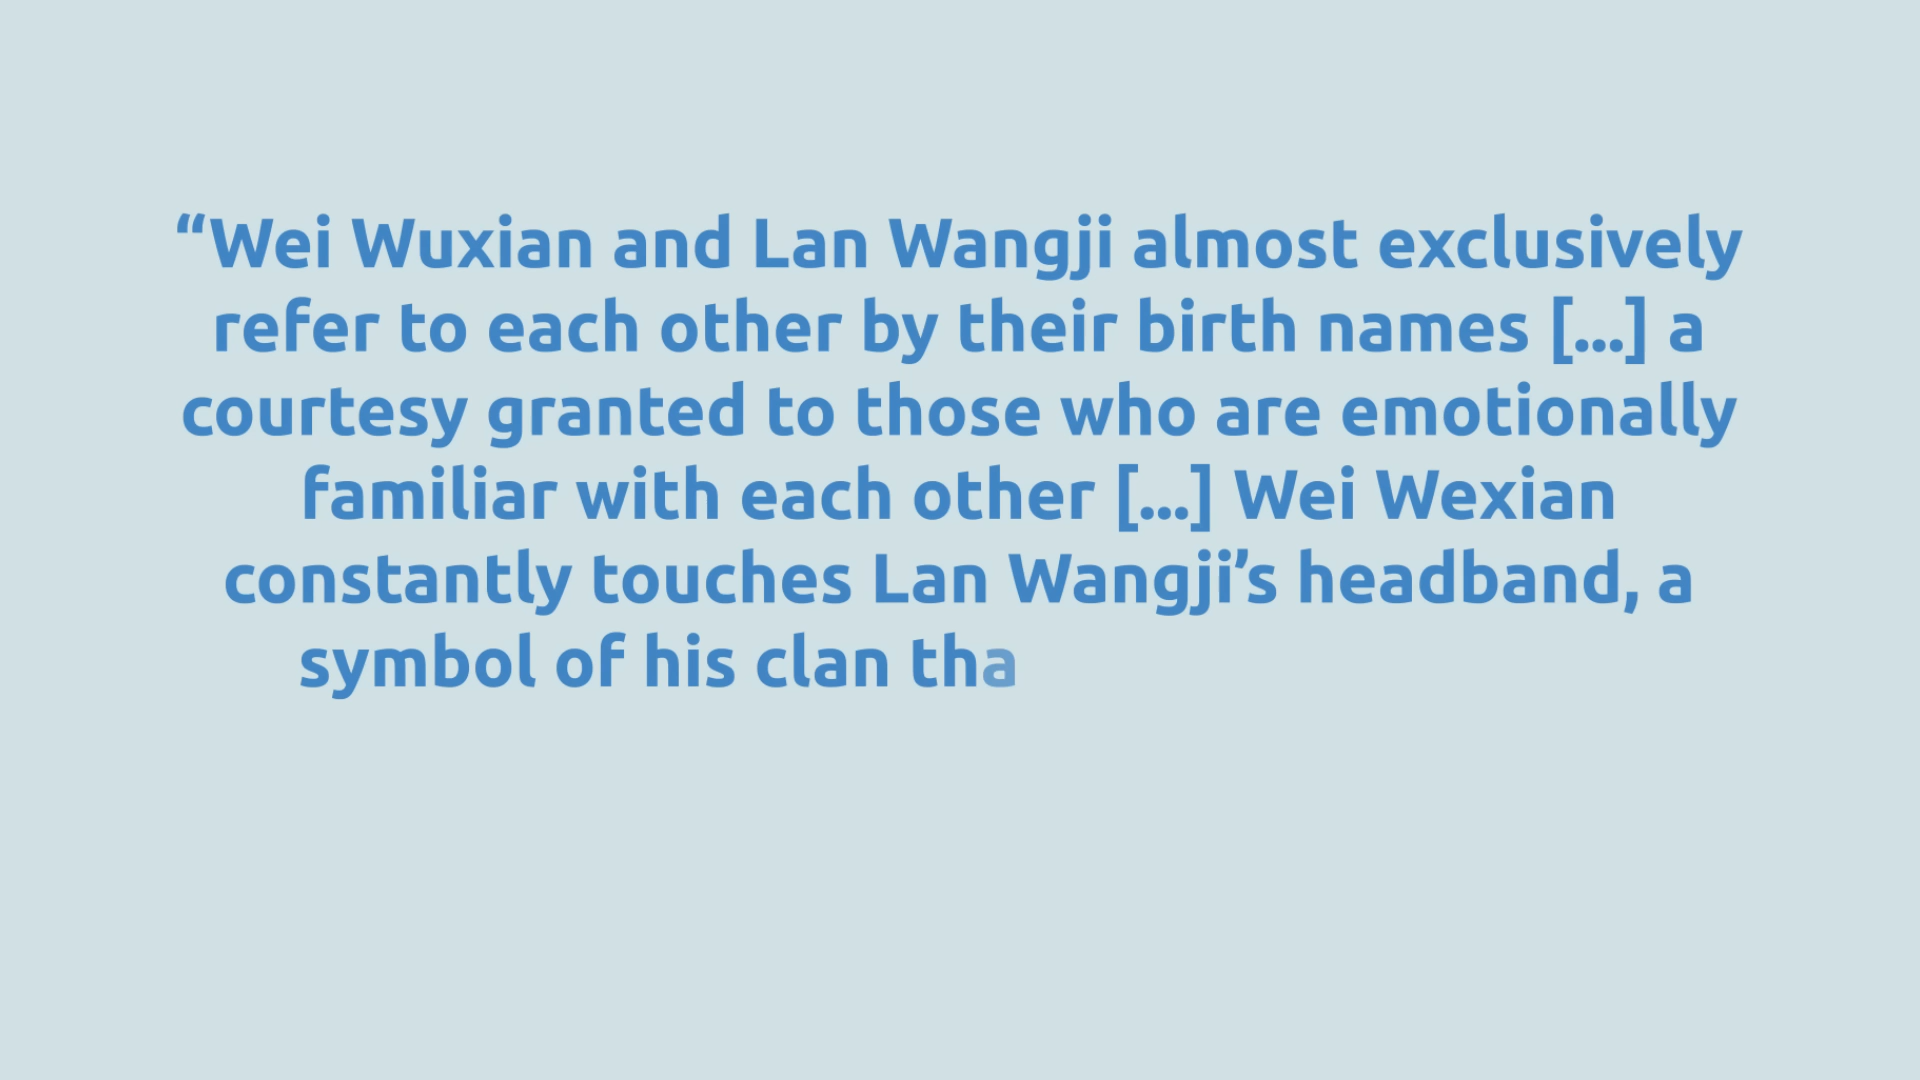 “Wei Wuxian and Lan Wangji almost exclusively
refer to each other by their birth names [...] a
courtesy granted to those who are emotionally
familiar with each other [...] Wei Wexian
constantly touches Lan Wangji’s headband, a
symbol of his clan tha